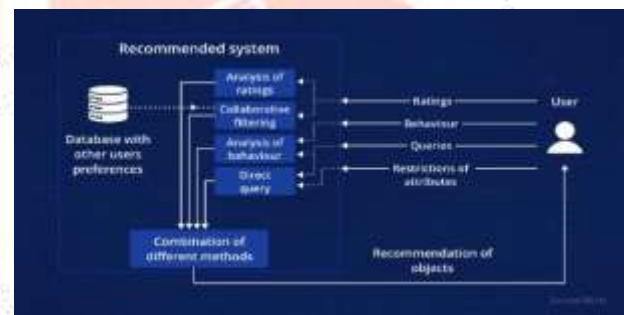 Recommended system
Analysis of
ratings
Collaborative
filtering
Analysis of
behaviour
Direct
query
Database with
other users
preferences
Ratings
Behaviour
Queries
Restrictions of
attributes
User
Combination of
different methods
Recommendation of
objects